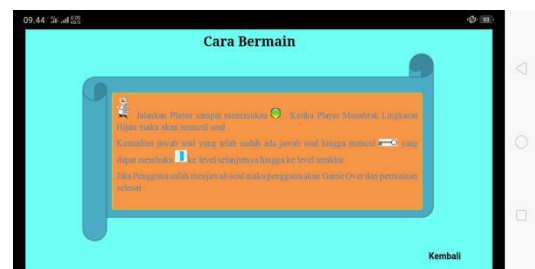 09.44
Cara Bermain
Jalankan Player sampai menemukan . Ketika Player Menabrak Lingkaran
Hijau maka akan muncul soal
Kemudian jawab soal yang telah sudah ada jawab soal hingga muncul yang
dapat membuka ke level selanjutnya hingga ke level terakhir.
Jika Pengguna salah menjawab soal maka pengguna akan Game Over dan permainan
selesai .
Kembali